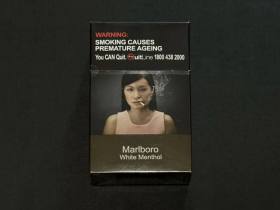 WARNING:
SMOKING CAUSES
PREMATURE AGEING
You CAN Quit. QuitLine 1800 438 2000
Marlboro
White Menthol